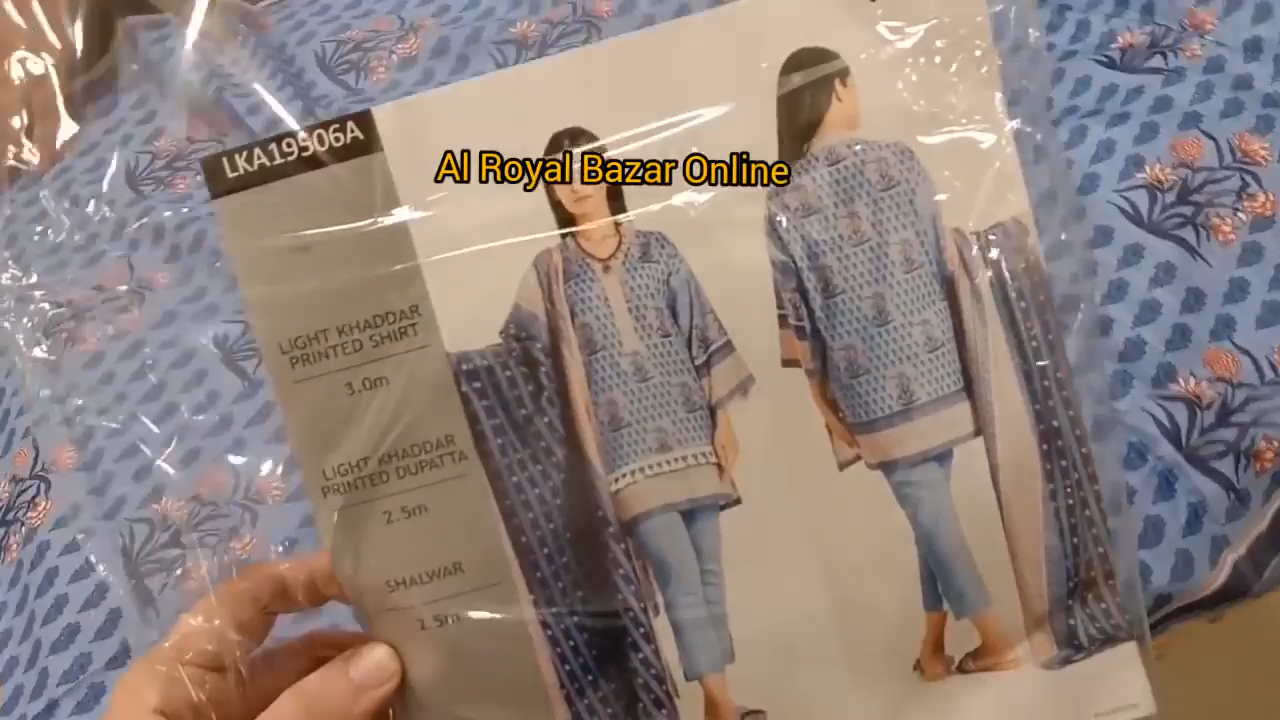 LKA19506A
Al Royal Bazar Online
LIGHT KHADDAR
PRINTED SHIRT
3.0m
LIGHT KHADDAR
PRINTED DUPATTA
2.5m
SHALWAR
2.5m